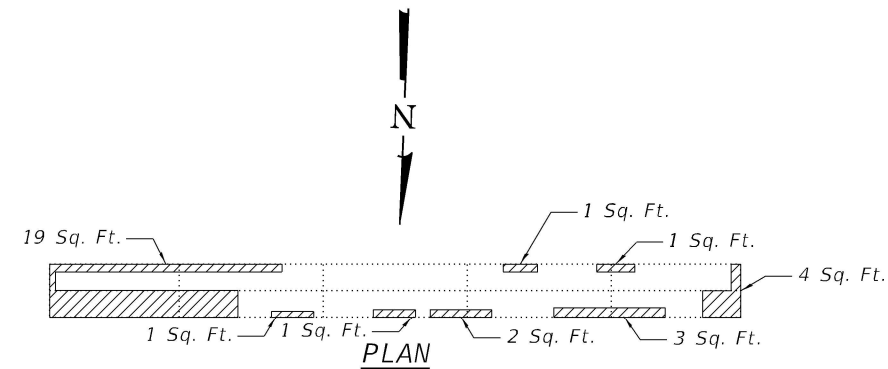 N
1 Sq. Ft.
19 Sq. Ft.
1 Sq. Ft.
4 Sq. Ft.
1 Sq. Ft.
1 Sq. Ft.
2 Sq. Ft.
3 Sq. Ft.
PLAN